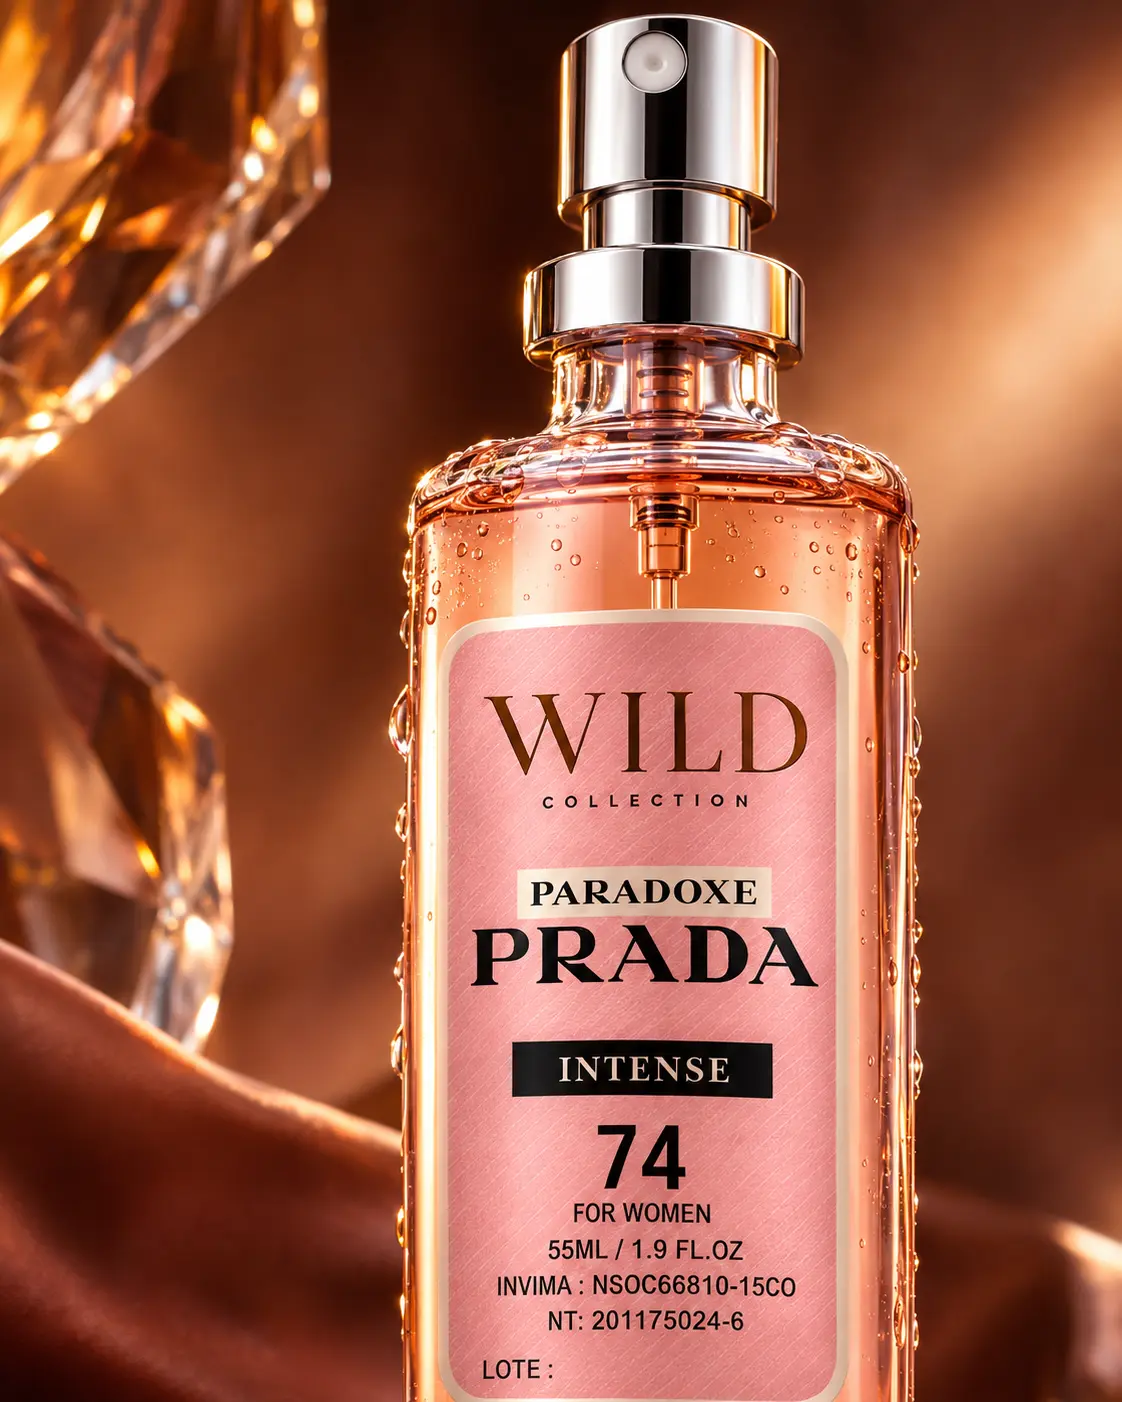 WILD
COLLECTION
PARADOXE
PRADA
INTENSE
74
FOR WOMEN
55ML / 1.9 FL.OZ
INVIMA : NSOC66810-15CO
NT: 201175024-6
LOTE :